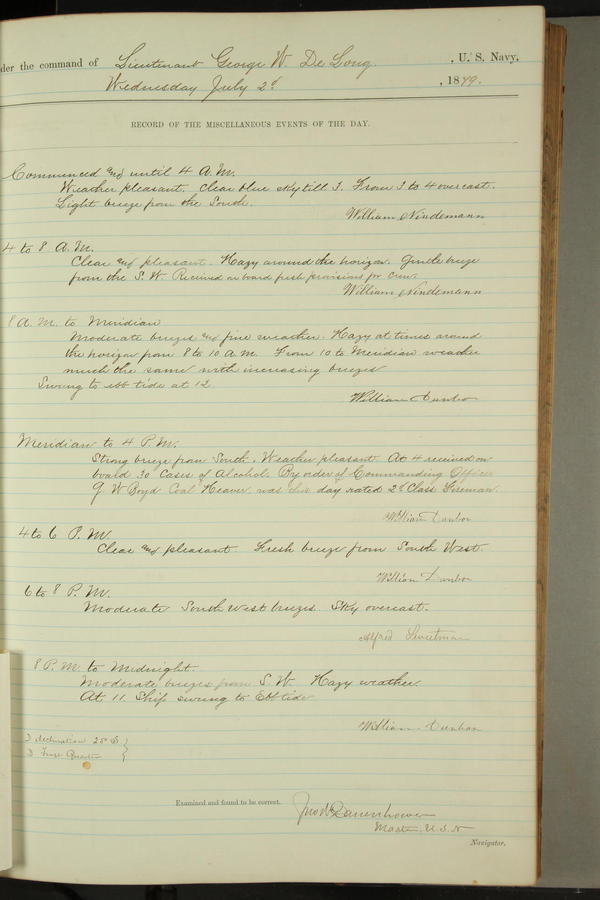 der the command of Lieutenant George W. De Long, U. S. Navy,
Wednesday July 2d, 1879.
RECORD OF THE MISCELLANEOUS EVENTS OF THE DAY.
Commenced and until 4 A.M.
Weather pleasant. Clear blue sky till 3. From 3 to 4 overcast.
Light breeze from the South.
William Nindemann
4 to 8 A.M.
Clear and pleasant. Hazy around the horizon. Gentle breeze
from the S. W. Received on board fresh provisions for crew.
William Nindemann
8 A.M. to Meridian
Moderate breezes and fine weather. Hazy at times around
the horizon from 8 to 10 a.m. From 10 to Meridian weather
much the same with increasing breezes
Swung to ebb tide at 12.
William Dunbar
Meridian to 4 P.M.
Strong breeze from South. Weather pleasant. At 4 received on
board 30 Cases of Alcohol. By order of Commanding Officer
G W Boyd Coal Heaver was this day rated 2d Class Fireman.
William Dunbar
4 to 6 P.M.
Clear and pleasant. Fresh breeze from South West.
William Dunbar
6 to 8 P.M.
Moderate South west breezes. Sky overcast.
Alfred Sweetman
8 P.M. to Midnight.
Moderate breezes from S. W. Hazy weather
At 11. Ship swung to Ebb tide
William Dunbar
declination 25° S
First Quarter
Examined and found to be correct.
Jno W Danenhower
Master, U.S.N
Navigator.